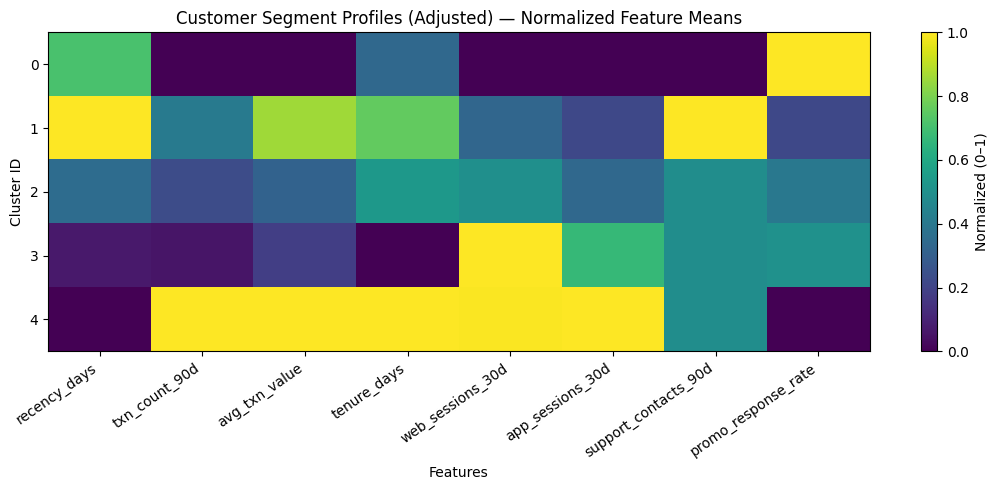 Customer Segment Profiles (Adjusted) — Normalized Feature Means
Cluster ID
0
1
2
3
4
recency_days
txn_count_90d
avg_txn_value
tenure_days
web_sessions_30d
app_sessions_30d
support_contacts_90d
promo_response_rate
Features
1.0
0.8
0.6
0.4
0.2
0.0
Normalized (0–1)